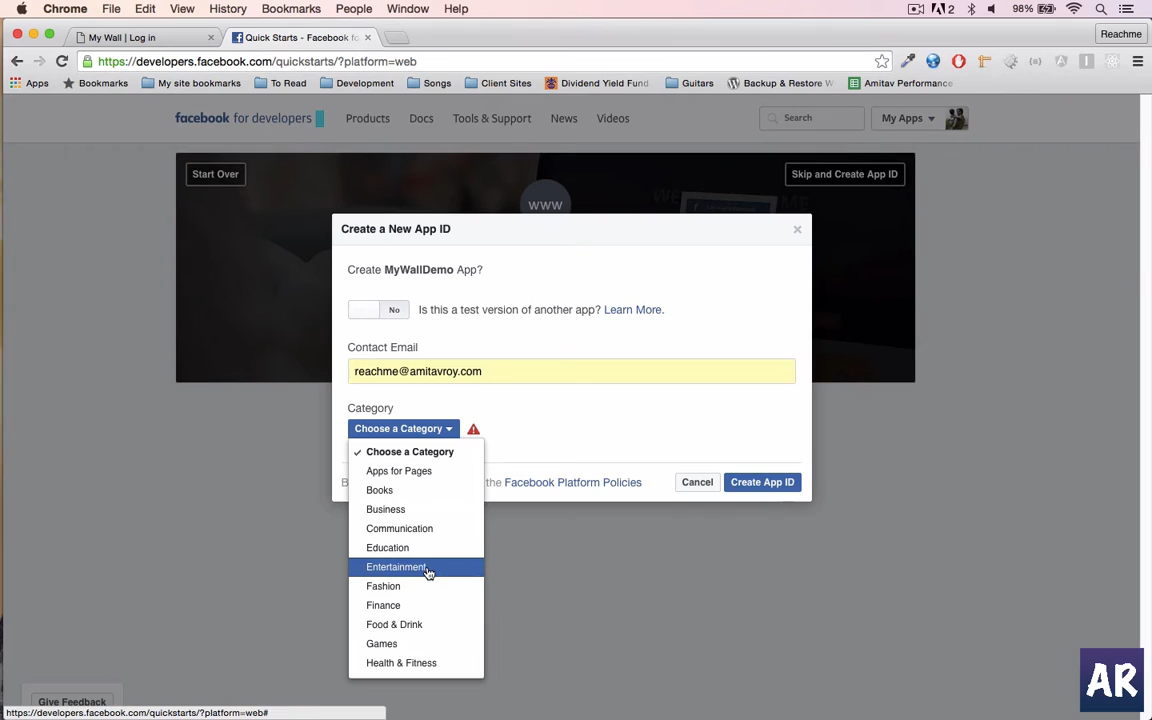 Chrome File Edit View History Bookmarks People Window Help 2 98%
My Wall | Log in Quick Starts - Facebook fo Reachme
https://developers.facebook.com/quickstarts/?platform=web
Apps Bookmarks My site bookmarks To Read Development Songs Client Sites Dividend Yield Fund Guitars Backup & Restore W Amitav Performance
facebook for developers Products Docs Tools & Support News Videos Search My Apps
Start Over Skip and Create App ID
www
Create a New App ID
Create MyWallDemo App?
No Is this a test version of another app? Learn More.
Contact Email
reachme@amitavroy.com
Category
Choose a Category
Choose a Category
Apps for Pages
B the Facebook Platform Policies Cancel Create App ID
Books
Business
Communication
Education
Entertainment
Fashion
Finance
Food & Drink
Games
Health & Fitness
AR
Give Feedback
https://developers.facebook.com/quickstarts/?platform=web#